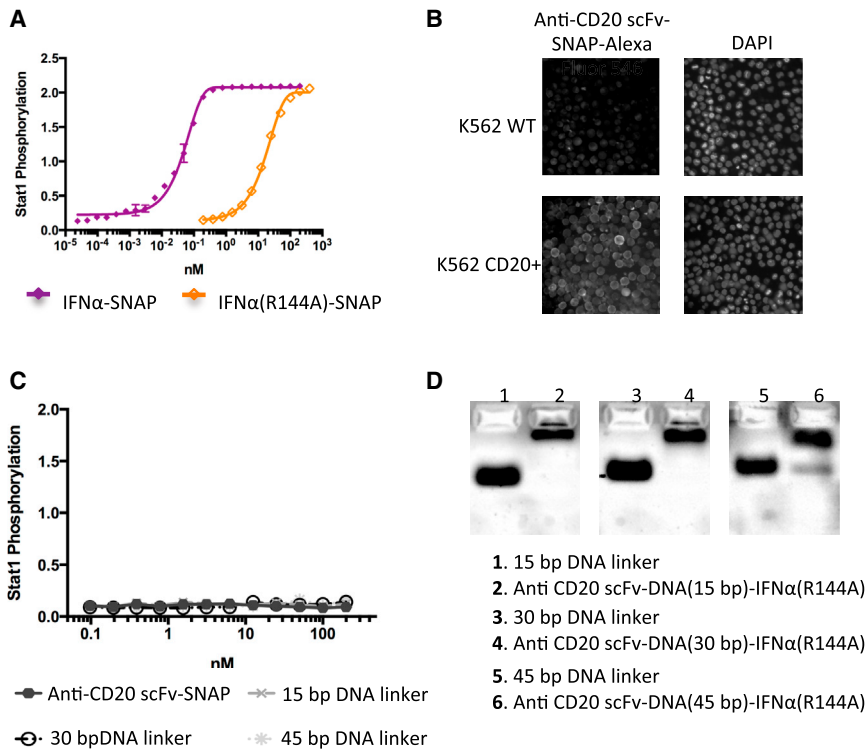 A
2.5
2.0
1.5
1.0
0.5
0.0
Stat1 Phosphorylation
10-5 10-4 10-3 10-2 10-1 100 101 102 103
nM
IFNα-SNAP IFNα(R144A)-SNAP
B
Anti-CD20 scFv-
SNAP-Alexa
Fluor 546
DAPI
K562 WT
K562 CD20+
C
2.0
1.5
1.0
0.5
0.0
Stat1 Phosphorylation
0.1 1 10 100
nM
Anti-CD20 scFv-SNAP 15 bp DNA linker
30 bpDNA linker 45 bp DNA linker
D
1 2 3 4 5 6
1. 15 bp DNA linker
2. Anti CD20 scFv-DNA(15 bp)-IFNα(R144A)
3. 30 bp DNA linker
4. Anti CD20 scFv-DNA(30 bp)-IFNα(R144A)
5. 45 bp DNA linker
6. Anti CD20 scFv-DNA(45 bp)-IFNα(R144A)